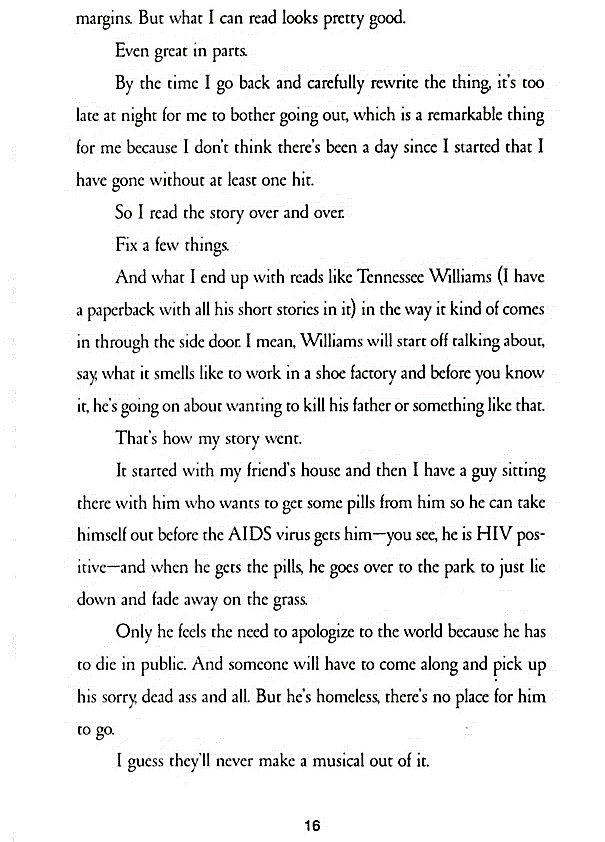 margins. But what I can read looks pretty good.
Even great in parts.
By the time I go back and carefully rewrite the thing, it's too
late at night for me to bother going out, which is a remarkable thing
for me because I don't think there's been a day since I started that I
have gone without at least one hit.
So I read the story over and over.
Fix a few things.
And what I end up with reads like Tennessee Williams (I have
a paperback with all his short stories in it) in the way it kind of comes
in through the side door. I mean, Williams will start off talking about,
say, what it smells like to work in a shoe factory and before you know
it, he's going on about wanting to kill his father or something like that.
That's how my story went.
It started with my friend's house and then I have a guy sitting
there with him who wants to get some pills from him so he can take
himself out before the AIDS virus gets him—you see, he is HIV pos-
itive—and when he gets the pills, he goes over to the park to just lie
down and fade away on the grass.
Only he feels the need to apologize to the world because he has
to die in public. And someone will have to come along and pick up
his sorry, dead ass and all. But he's homeless, there's no place for him
to go.
I guess they'll never make a musical out of it.
16